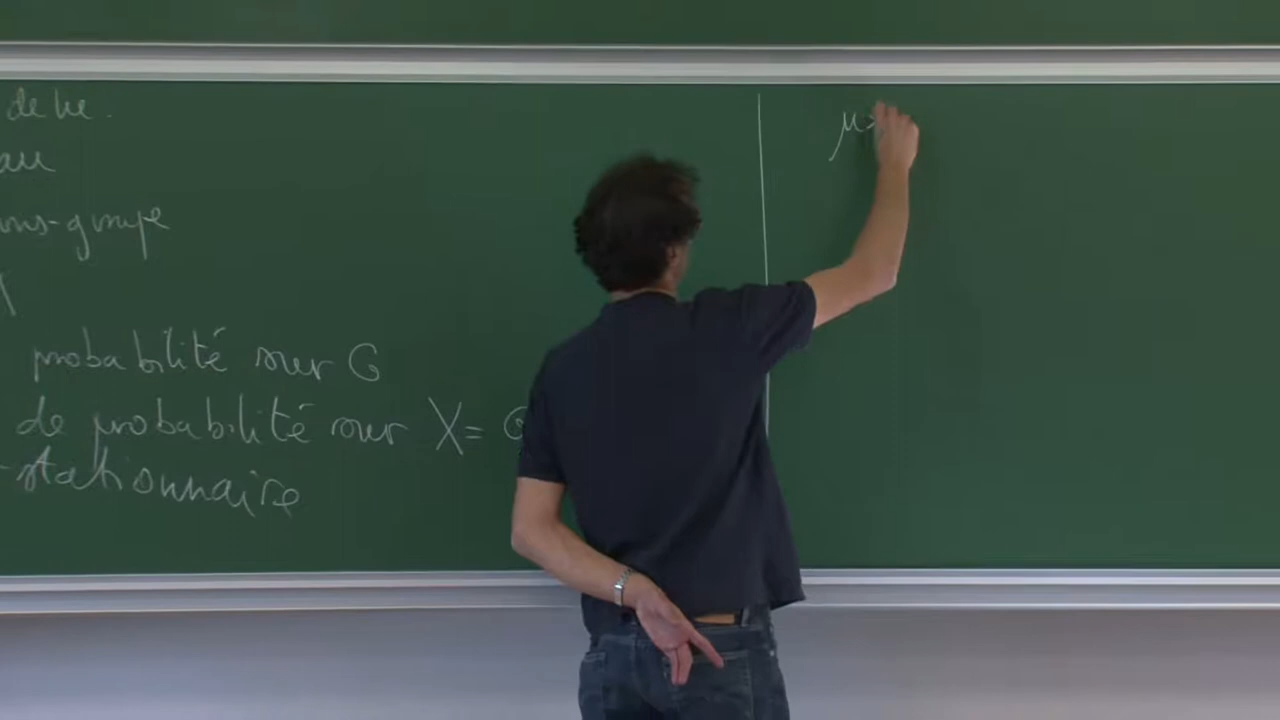 de Lie.
au
ous-groupe
probabilité sur G
de probabilité sur X = G
-stationnaire
μ *